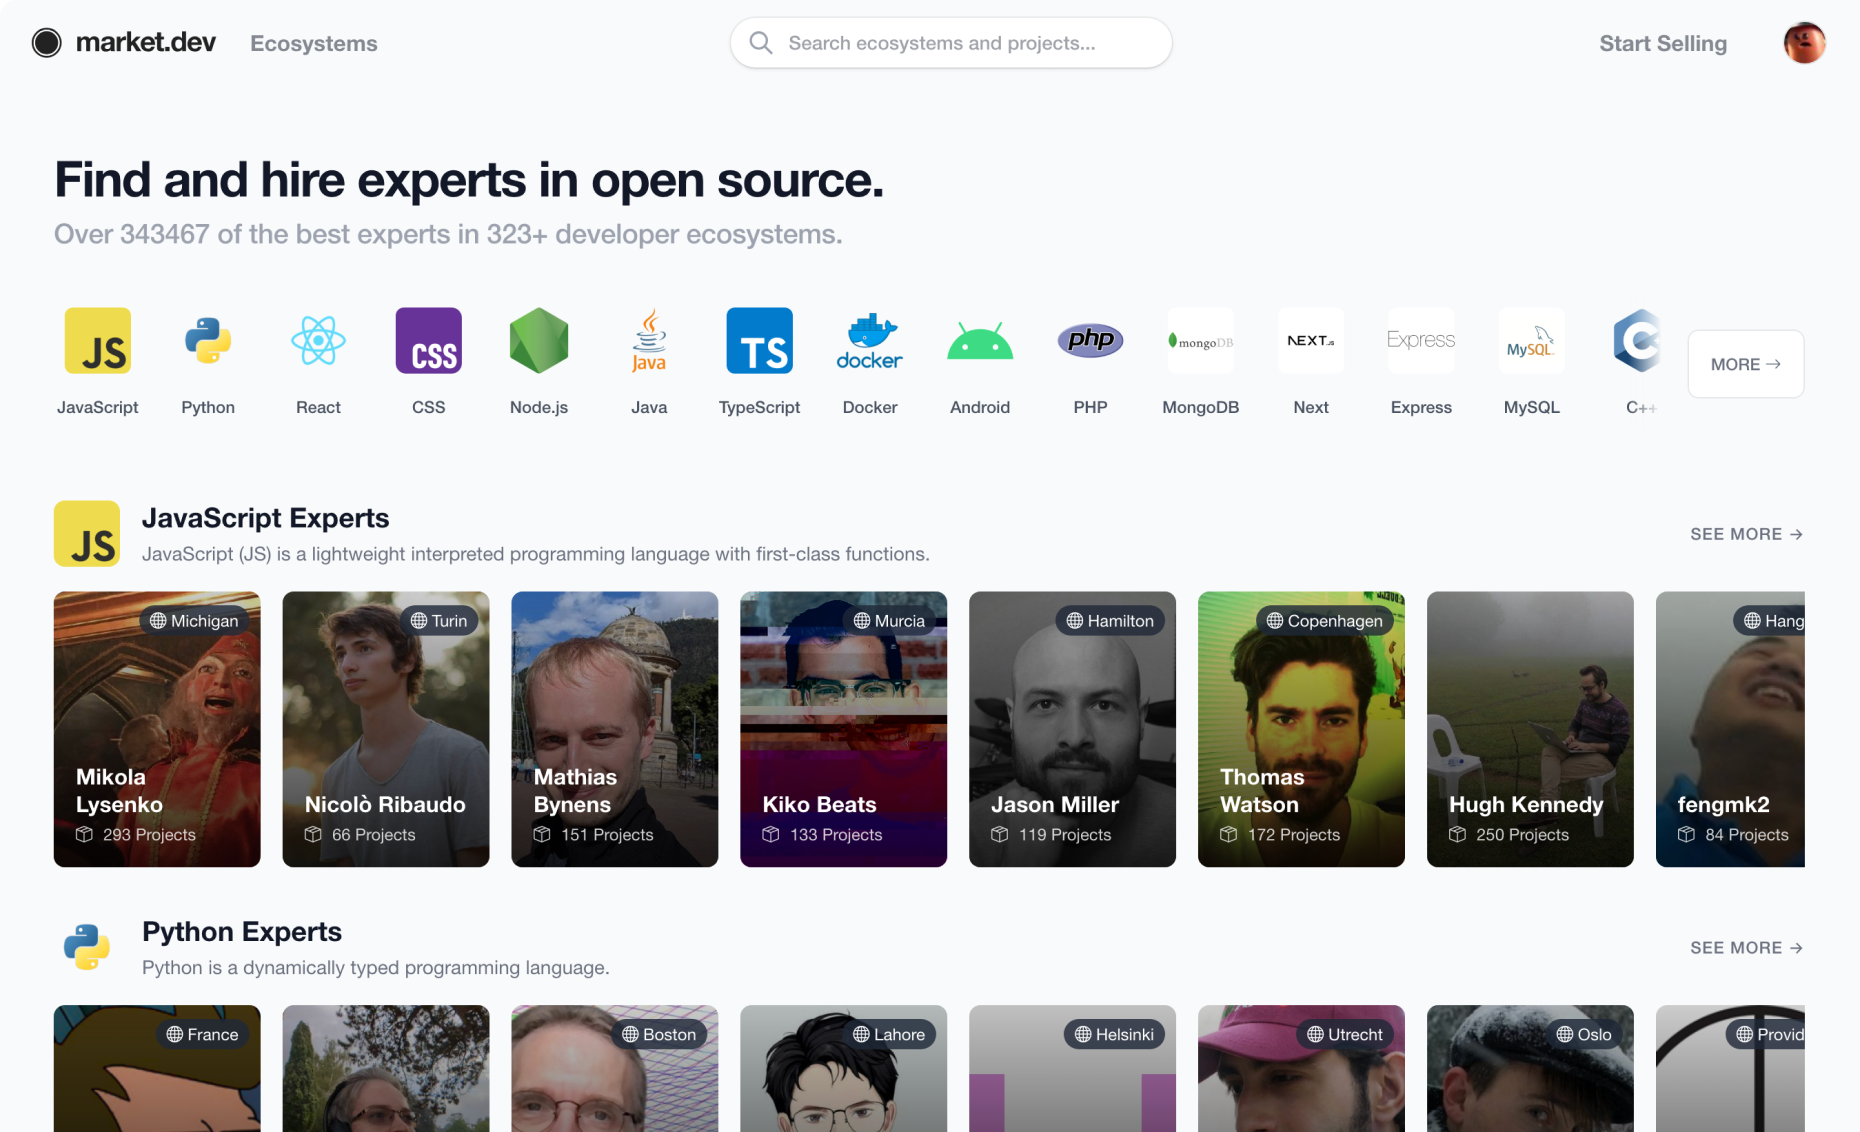 market.dev
Ecosystems
Search ecosystems and projects...
Start Selling
Find and hire experts in open source.
Over 343467 of the best experts in 323+ developer ecosystems.
JS
CSS
Java
TS
docker
php
mongoDB
NEXT.js
Express
MySQL
C
JavaScript
Python
React
CSS
Node.js
Java
TypeScript
Docker
Android
PHP
MongoDB
Next
Express
MySQL
C++
MORE →
JS
JavaScript Experts
JavaScript (JS) is a lightweight interpreted programming language with first-class functions.
SEE MORE →
Michigan
Mikola
Lysenko
293 Projects
Turin
Nicolò Ribaudo
66 Projects
Mathias
Bynens
151 Projects
Murcia
Kiko Beats
133 Projects
Hamilton
Jason Miller
119 Projects
Copenhagen
Thomas
Watson
172 Projects
Hugh Kennedy
250 Projects
Hang
fengmk2
84 Projects
Python Experts
Python is a dynamically typed programming language.
SEE MORE →
France
Boston
Lahore
Helsinki
Utrecht
Oslo
Provid